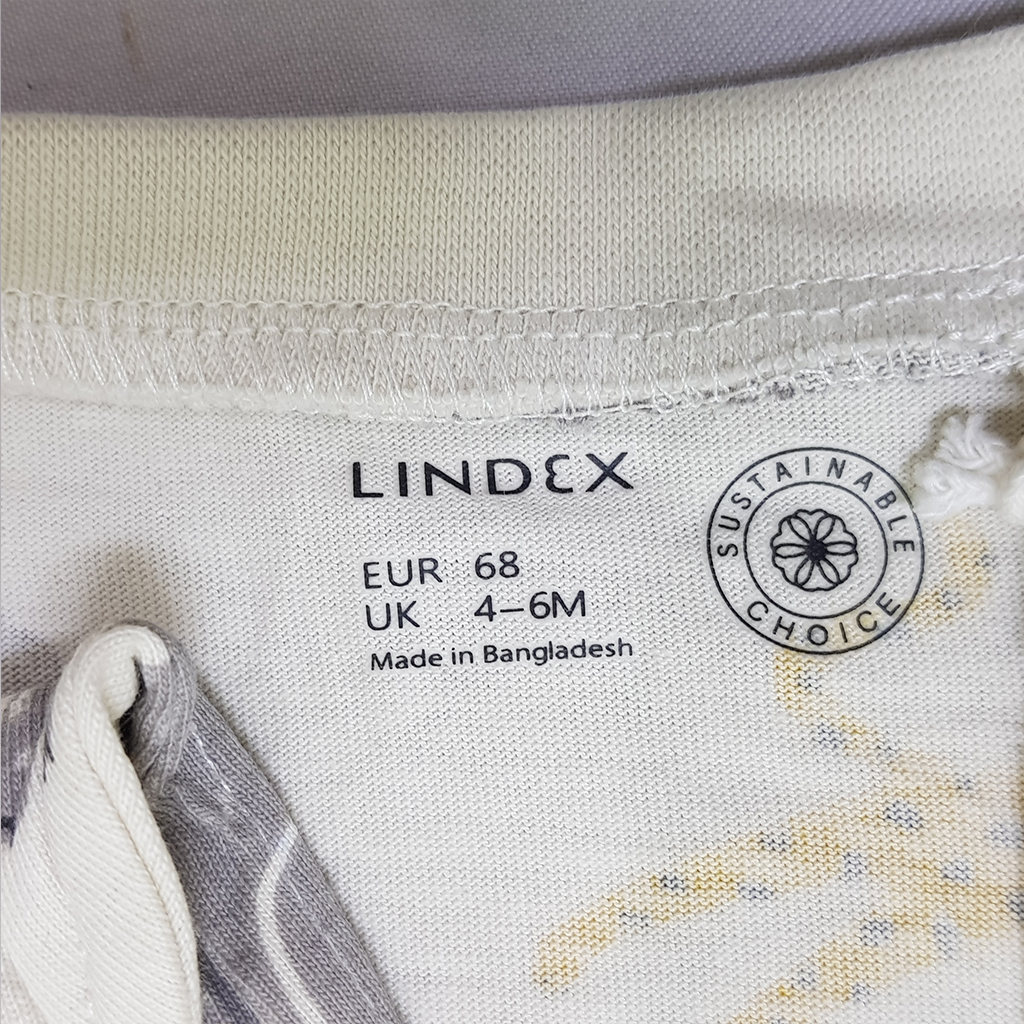 LINDEX
EUR 68
UK 4–6M
Made in Bangladesh
SUSTAINABLE
CHOICE